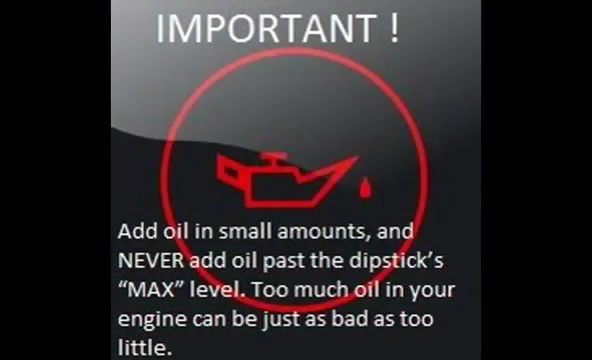 IMPORTANT !
Add oil in small amounts, and
NEVER add oil past the dipstick's
“MAX” level. Too much oil in your
engine can be just as bad as too
little.